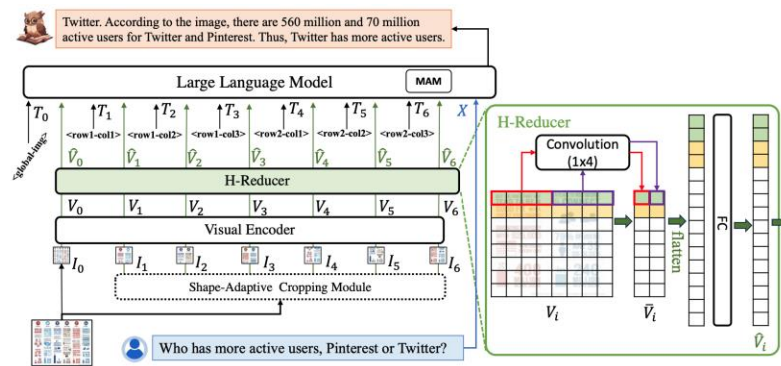 Twitter. According to the image, there are 560 million and 70 million
active users for Twitter and Pinterest. Thus, Twitter has more active users.
Large Language Model
MAM
T₀ T₁ T₂ T₃ T₄ T₅ T₆ X
<global-img> <row1-col1> <row1-col2> <row1-col3> <row2-col1> <row2-col2> <row2-col3>
V̂₀ V̂₁ V̂₂ V̂₃ V̂₄ V̂₅ V̂₆
H-Reducer
V₀ V₁ V₂ V₃ V₄ V₅ V₆
Visual Encoder
I₀ I₁ I₂ I₃ I₄ I₅ I₆
Shape-Adaptive Cropping Module
Who has more active users, Pinterest or Twitter?
H-Reducer
Convolution
(1x4)
flatten
FC
Vᵢ V̄ᵢ V̂ᵢ